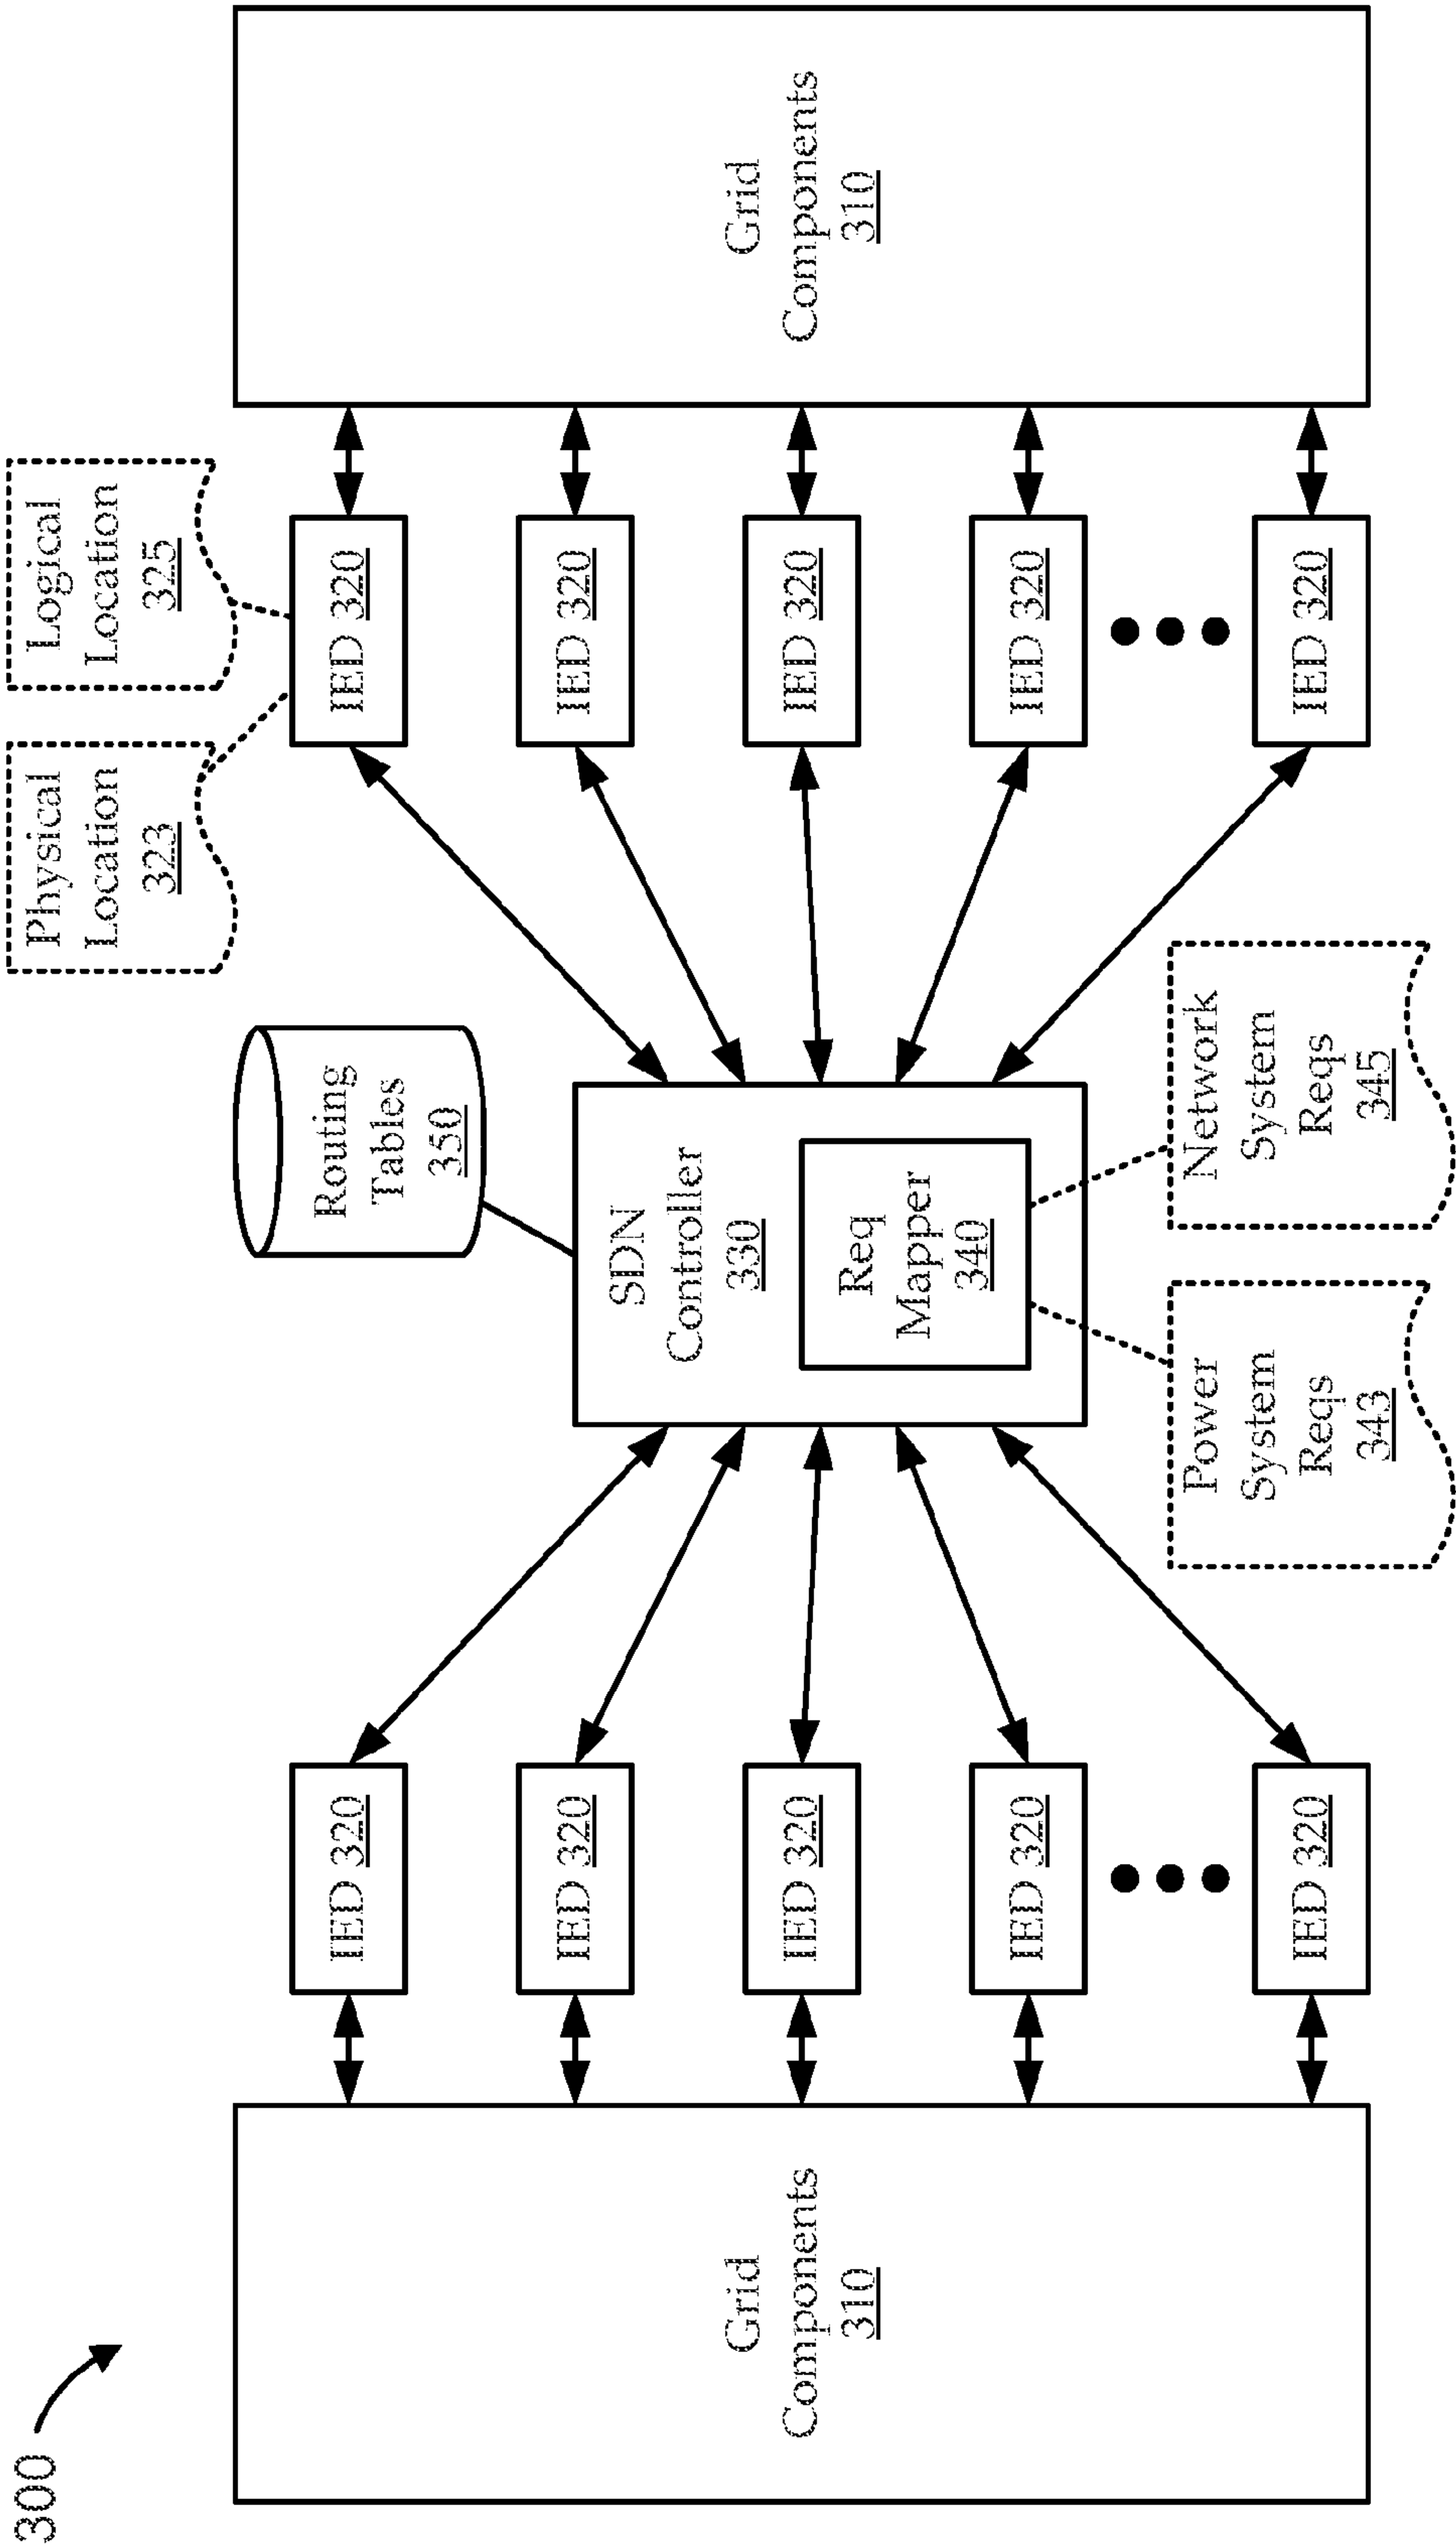 300
Grid
Components
310
IED 320
IED 320
IED 320
IED 320
IED 320
Routing
Tables
350
SDN
Controller
330
Req
Mapper
340
Power
System
Reqs
343
Network
System
Reqs
345
Physical
Location
323
Logical
Location
325
IED 320
IED 320
IED 320
IED 320
IED 320
Grid
Components
310